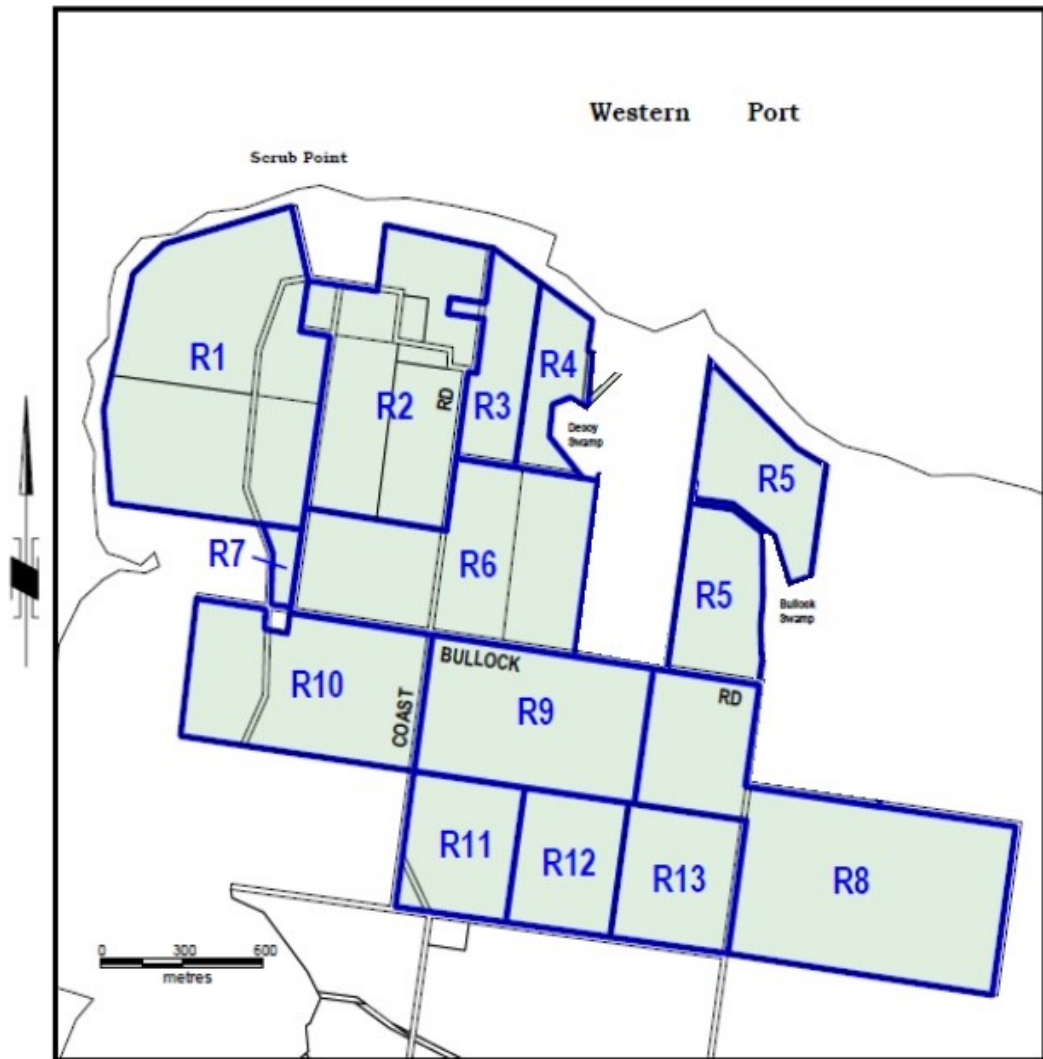 Western Port
Scrub Point
R1
R2
RD
R3
R4
Decoy
Swamp
R5
R5
R7
R6
Bullock
Swamp
R10
COAST
BULLOCK
R9
RD
R11
R12
R13
R8
0 300 600
metres